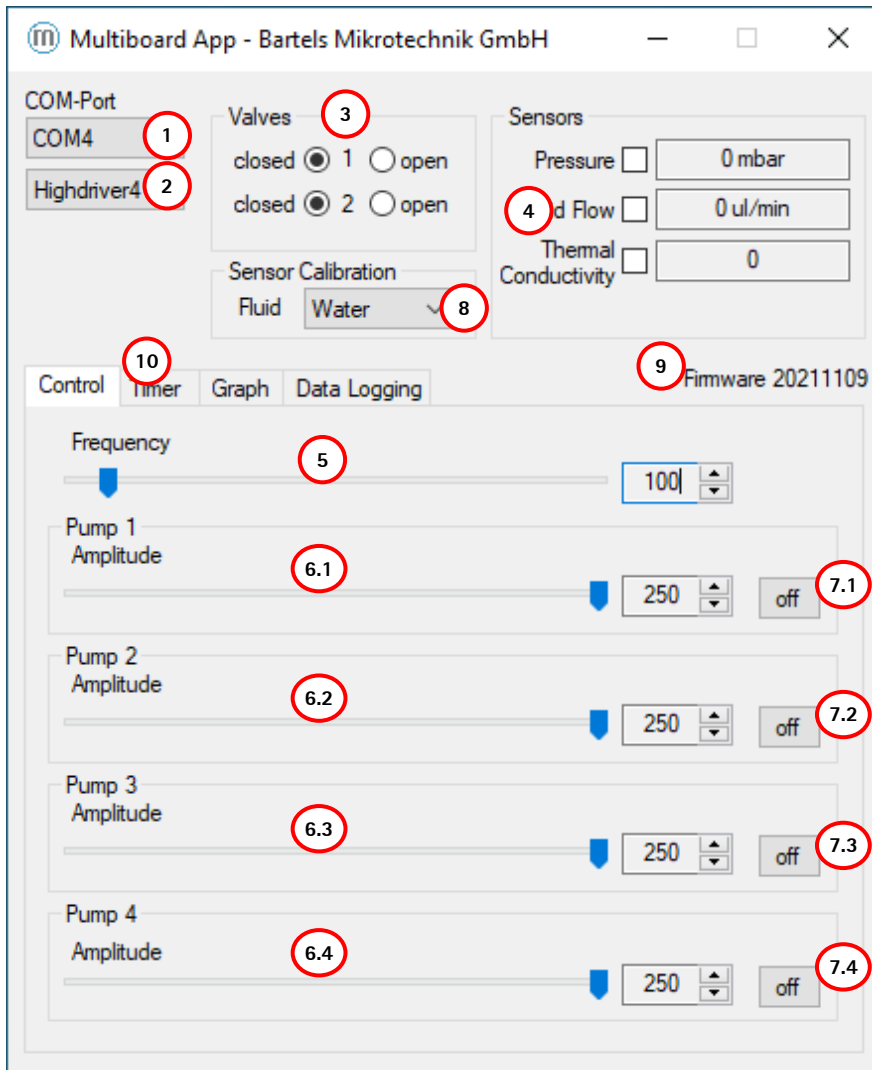 Multiboard App - Bartels Mikrotechnik GmbH
COM-Port
COM4
1
Highdriver4
2
Valves
3
closed 1 open
closed 2 open
Sensor Calibration
Fluid Water
8
Sensors
Pressure 0 mbar
4 d Flow 0 ul/min
Thermal
Conductivity 0
9 Firmware 20211109
10
Control Timer Graph Data Logging
Frequency
5
100
Pump 1
Amplitude
6.1
250 off 7.1
Pump 2
Amplitude
6.2
250 off 7.2
Pump 3
Amplitude
6.3
250 off 7.3
Pump 4
Amplitude
6.4
250 off 7.4